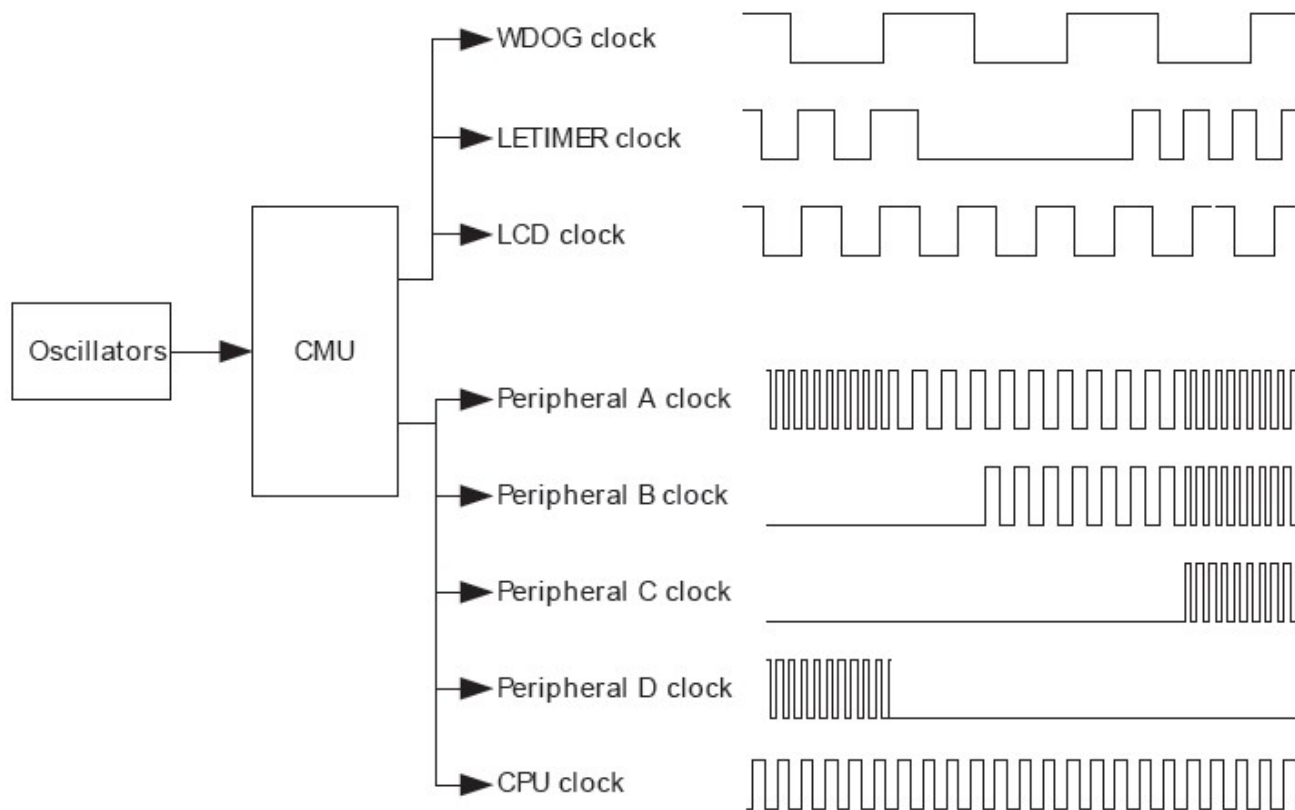 WDOG clock
LETIMER clock
LCD clock
Oscillators
CMU
Peripheral A clock
Peripheral B clock
Peripheral C clock
Peripheral D clock
CPU clock